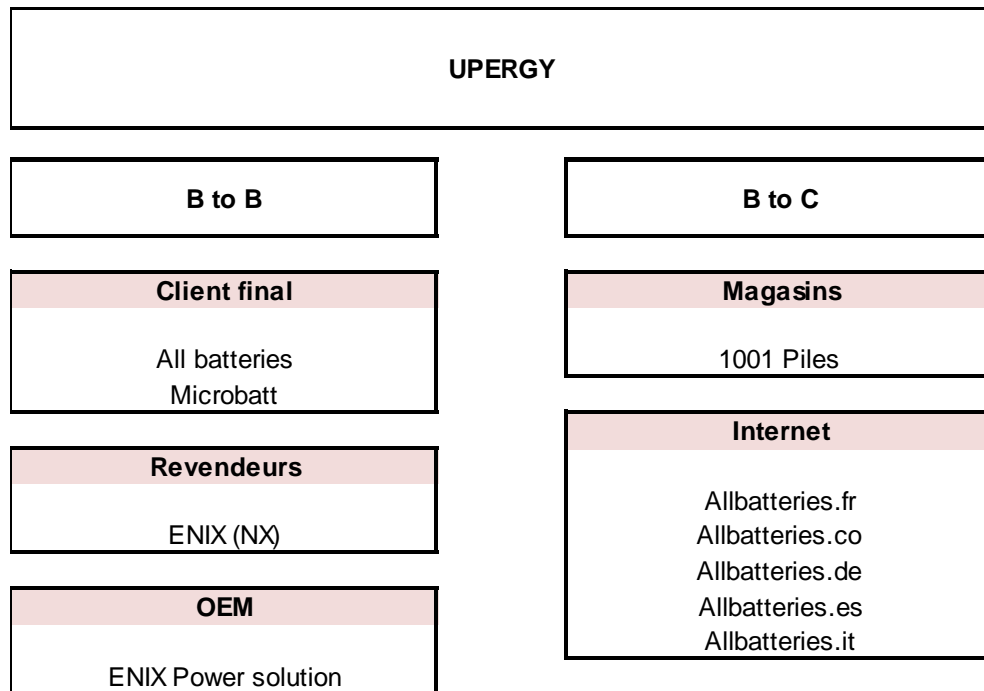 UPERGY
B to B
Client final
All batteries
Microbatt
Revendeurs
ENIX (NX)
OEM
ENIX Power solution
B to C
Magasins
1001 Piles
Internet
Allbatteries.fr
Allbatteries.co
Allbatteries.de
Allbatteries.es
Allbatteries.it